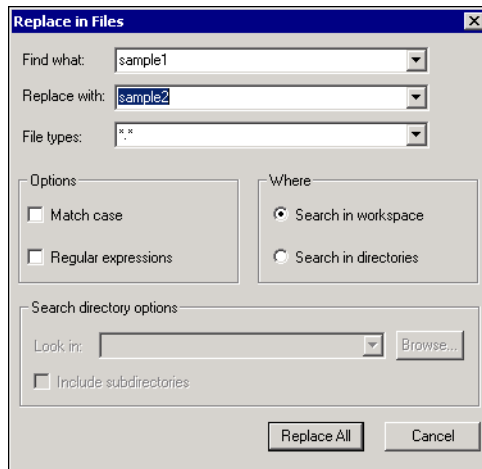 Replace in Files
Find what: sample1
Replace with: sample2
File types: *.*
Options
Match case
Regular expressions
Where
Search in workspace
Search in directories
Search directory options
Look in: Browse...
Include subdirectories
Replace All Cancel